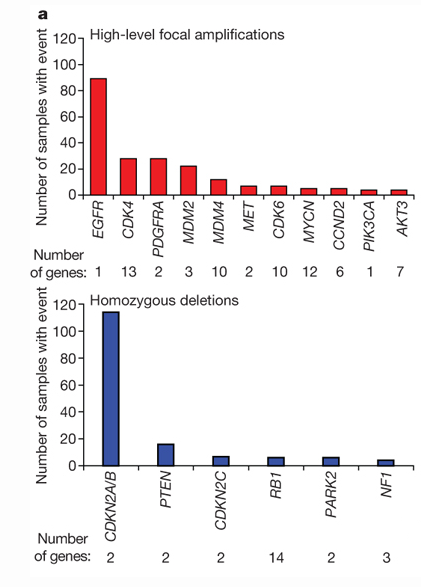 a
High-level focal amplifications
Number of samples with event
120
100
80
60
40
20
0
EGFR CDK4 PDGFRA MDM2 MDM4 MET CDK6 MYCN CCND2 PIK3CA AKT3
Number
of genes: 1 13 2 3 10 2 10 12 6 1 7
Homozygous deletions
Number of samples with event
120
100
80
60
40
20
0
CDKN2A/B PTEN CDKN2C RB1 PARK2 NF1
Number
of genes: 2 2 2 14 2 3